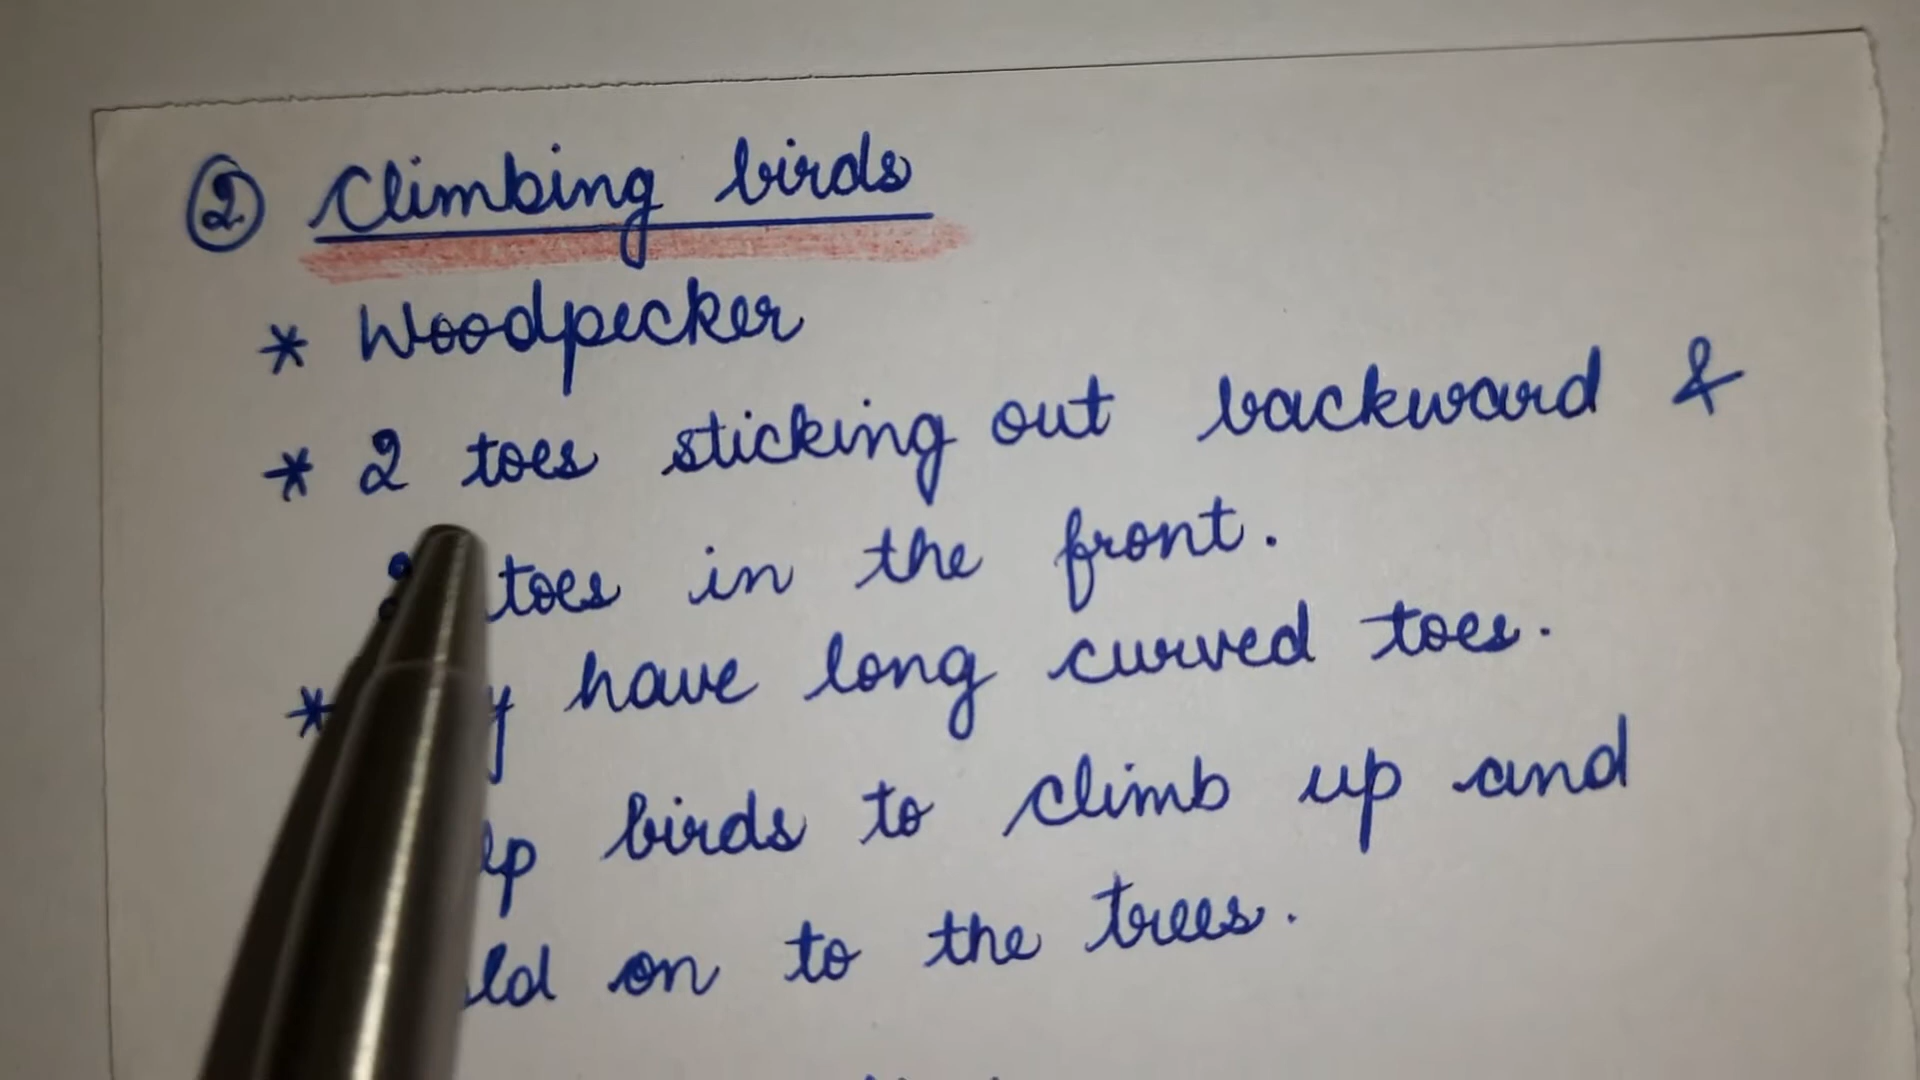 ② Climbing birds
* Woodpecker
* 2 toes sticking out backward &
toes in the front.
* have long curved toes.
birds to climb up and
on to the trees.